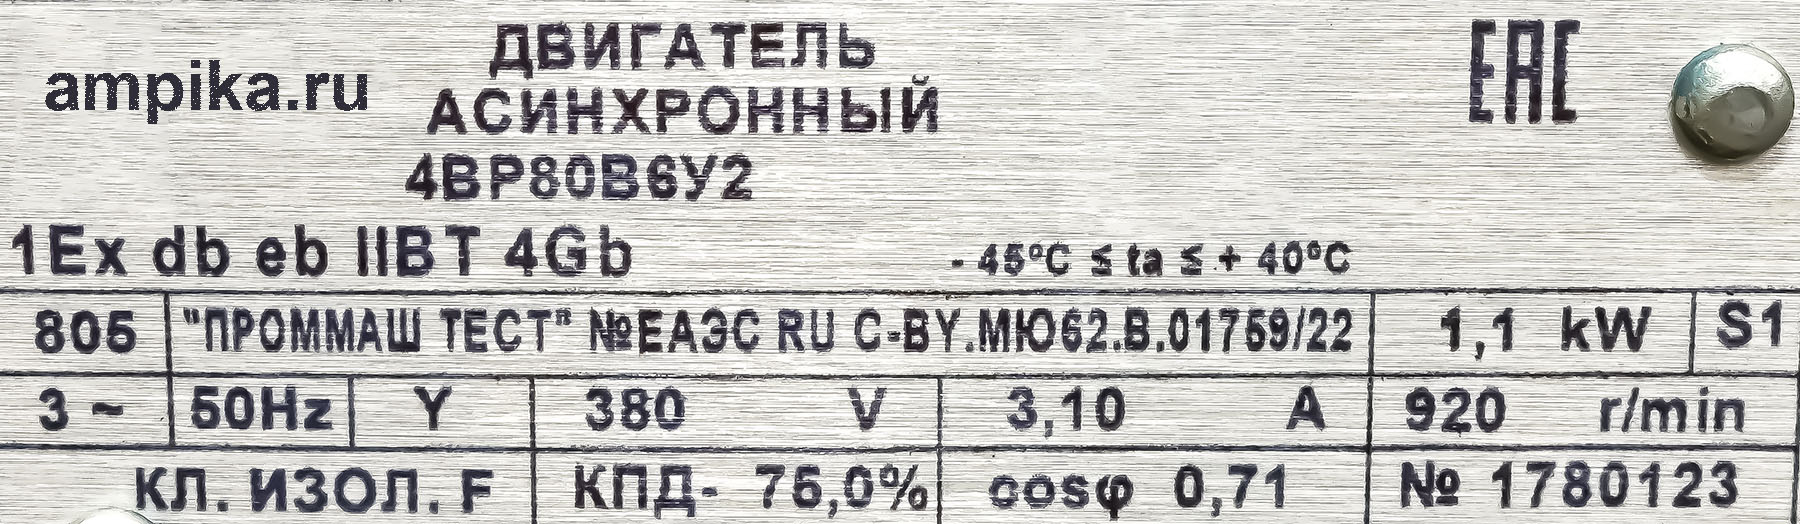 ampika.ru
ДВИГАТЕЛЬ
АСИНХРОННЫЙ
4ВР80В6У2
EAC
1Ex db eb IIBT 4Gb
- 45°C ≤ ta ≤ + 40°C
805 "ПРОММАШ ТЕСТ" №ЕАЭС RU C-BY.МЮ62.В.01759/22 1,1 kW S1
3 ~ 50Hz Y 380 V 3,10 A 920 r/min
КЛ. ИЗОЛ. F КПД- 75,0% cosφ 0,71 № 1780123